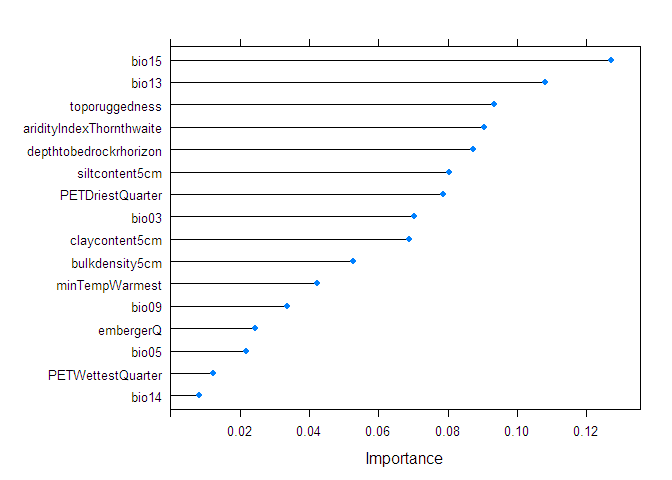 bio15
bio13
toporuggedness
aridityIndexThornthwaite
depthtobedrockrhorizon
siltcontent5cm
PETDriestQuarter
bio03
claycontent5cm
bulkdensity5cm
minTempWarmest
bio09
embergerQ
bio05
PETWettestQuarter
bio14
0.02 0.04 0.06 0.08 0.10 0.12
Importance